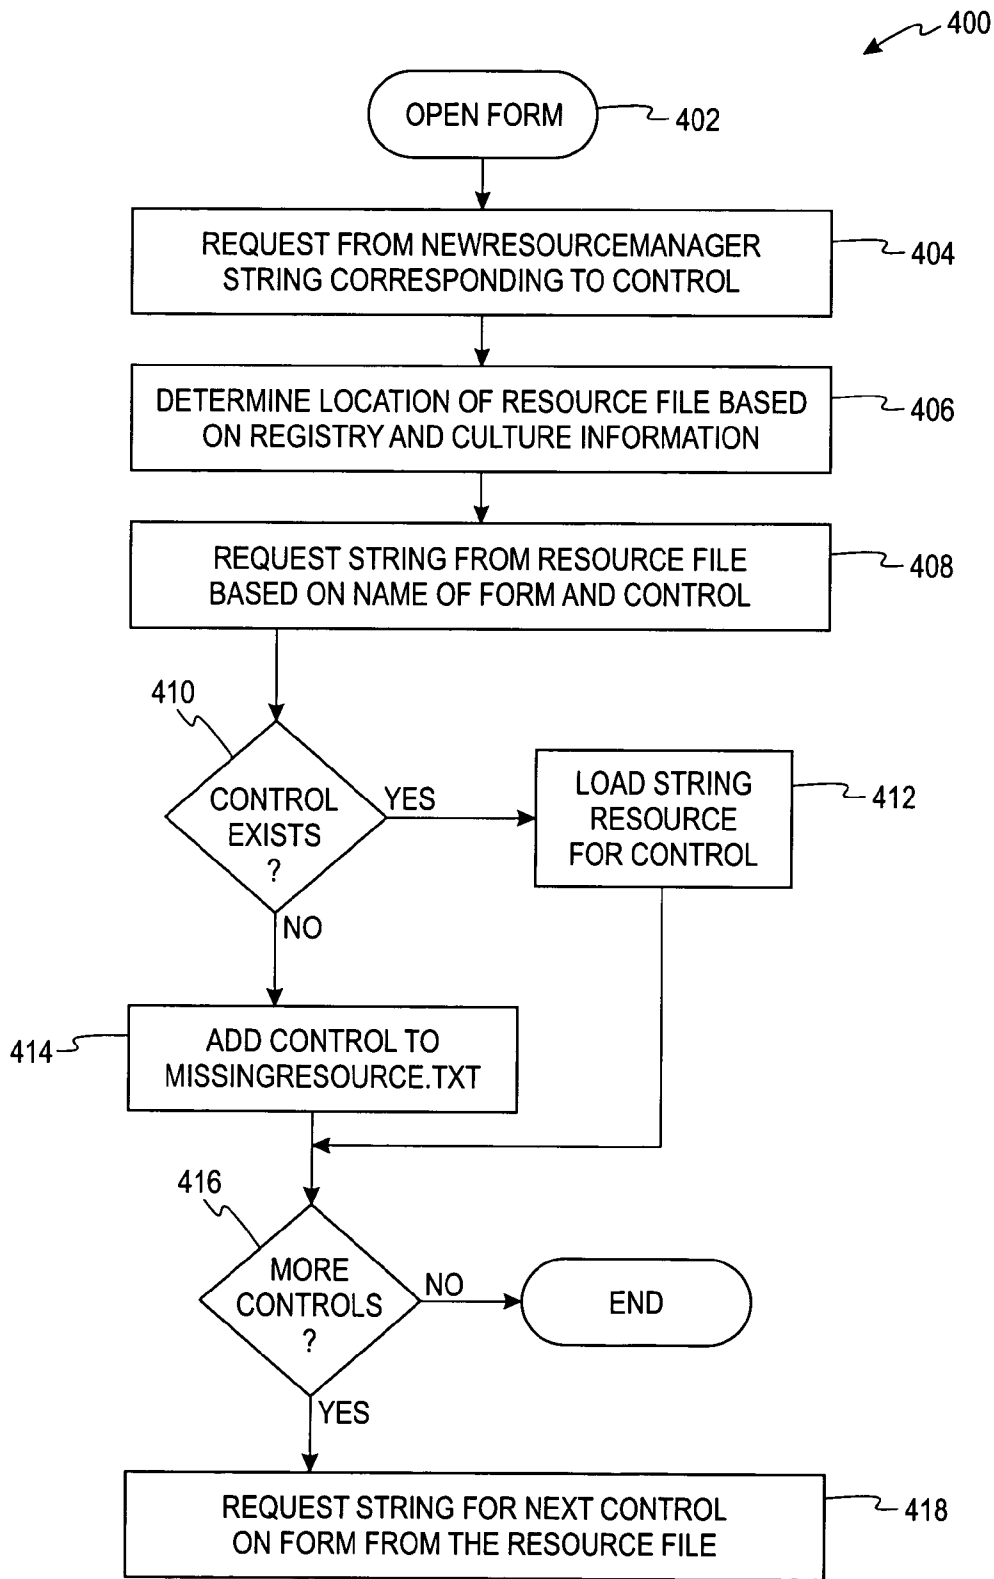 400
OPEN FORM
402
REQUEST FROM NEWRESOURCEMANAGER
STRING CORRESPONDING TO CONTROL
404
DETERMINE LOCATION OF RESOURCE FILE BASED
ON REGISTRY AND CULTURE INFORMATION
406
REQUEST STRING FROM RESOURCE FILE
BASED ON NAME OF FORM AND CONTROL
408
410
CONTROL
EXISTS
?
YES
NO
LOAD STRING
RESOURCE
FOR CONTROL
412
414
ADD CONTROL TO
MISSINGRESOURCE.TXT
416
MORE
CONTROLS
?
NO
END
YES
REQUEST STRING FOR NEXT CONTROL
ON FORM FROM THE RESOURCE FILE
418